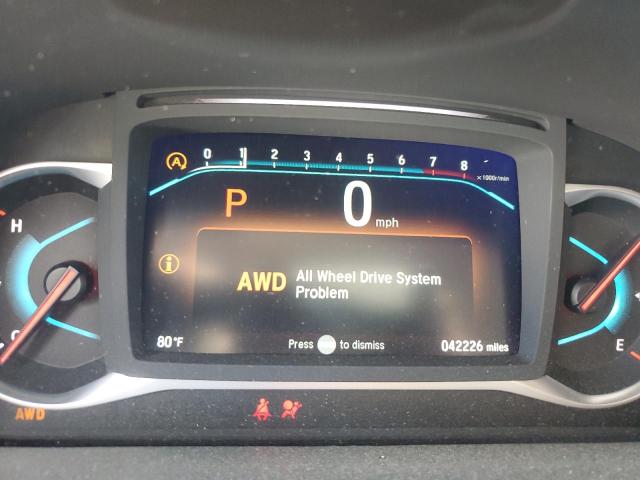 A 0 1 2 3 4 5 6 7 8
x1000r/min
P 0 mph
H
i
AWD All Wheel Drive System
Problem
C
E
80°F Press to dismiss 042226 miles
AWD